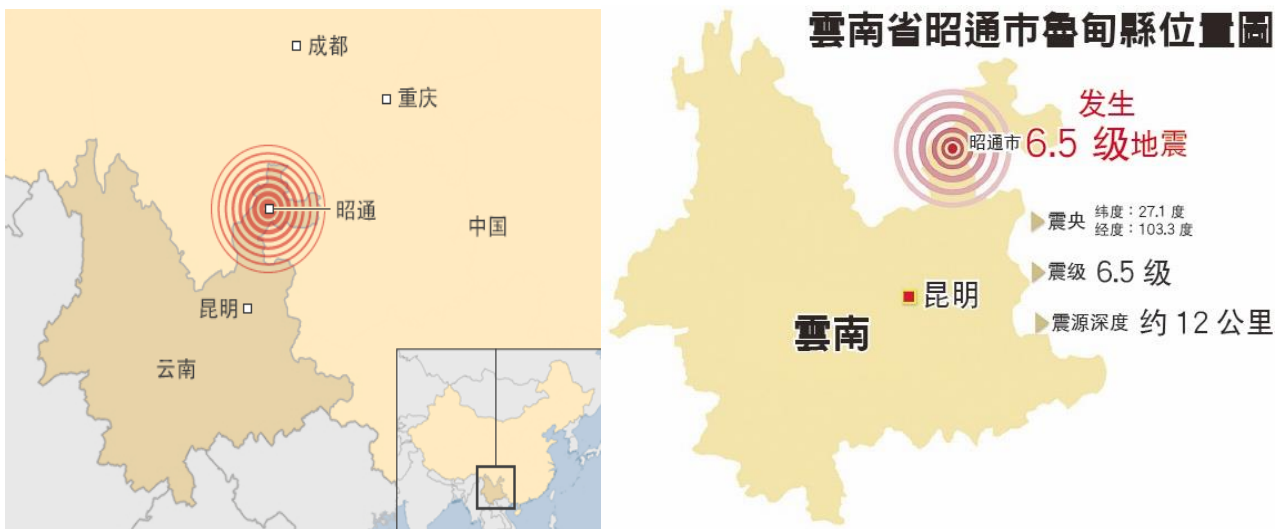 成都
重庆
昭通
中国
昆明
云南
雲南省昭通市魯甸縣位置圖
发生
昭通市 6.5 级地震
震央 纬度：27.1 度
经度：103.3 度
震级 6.5 级
昆明
震源深度 约 12 公里
雲南